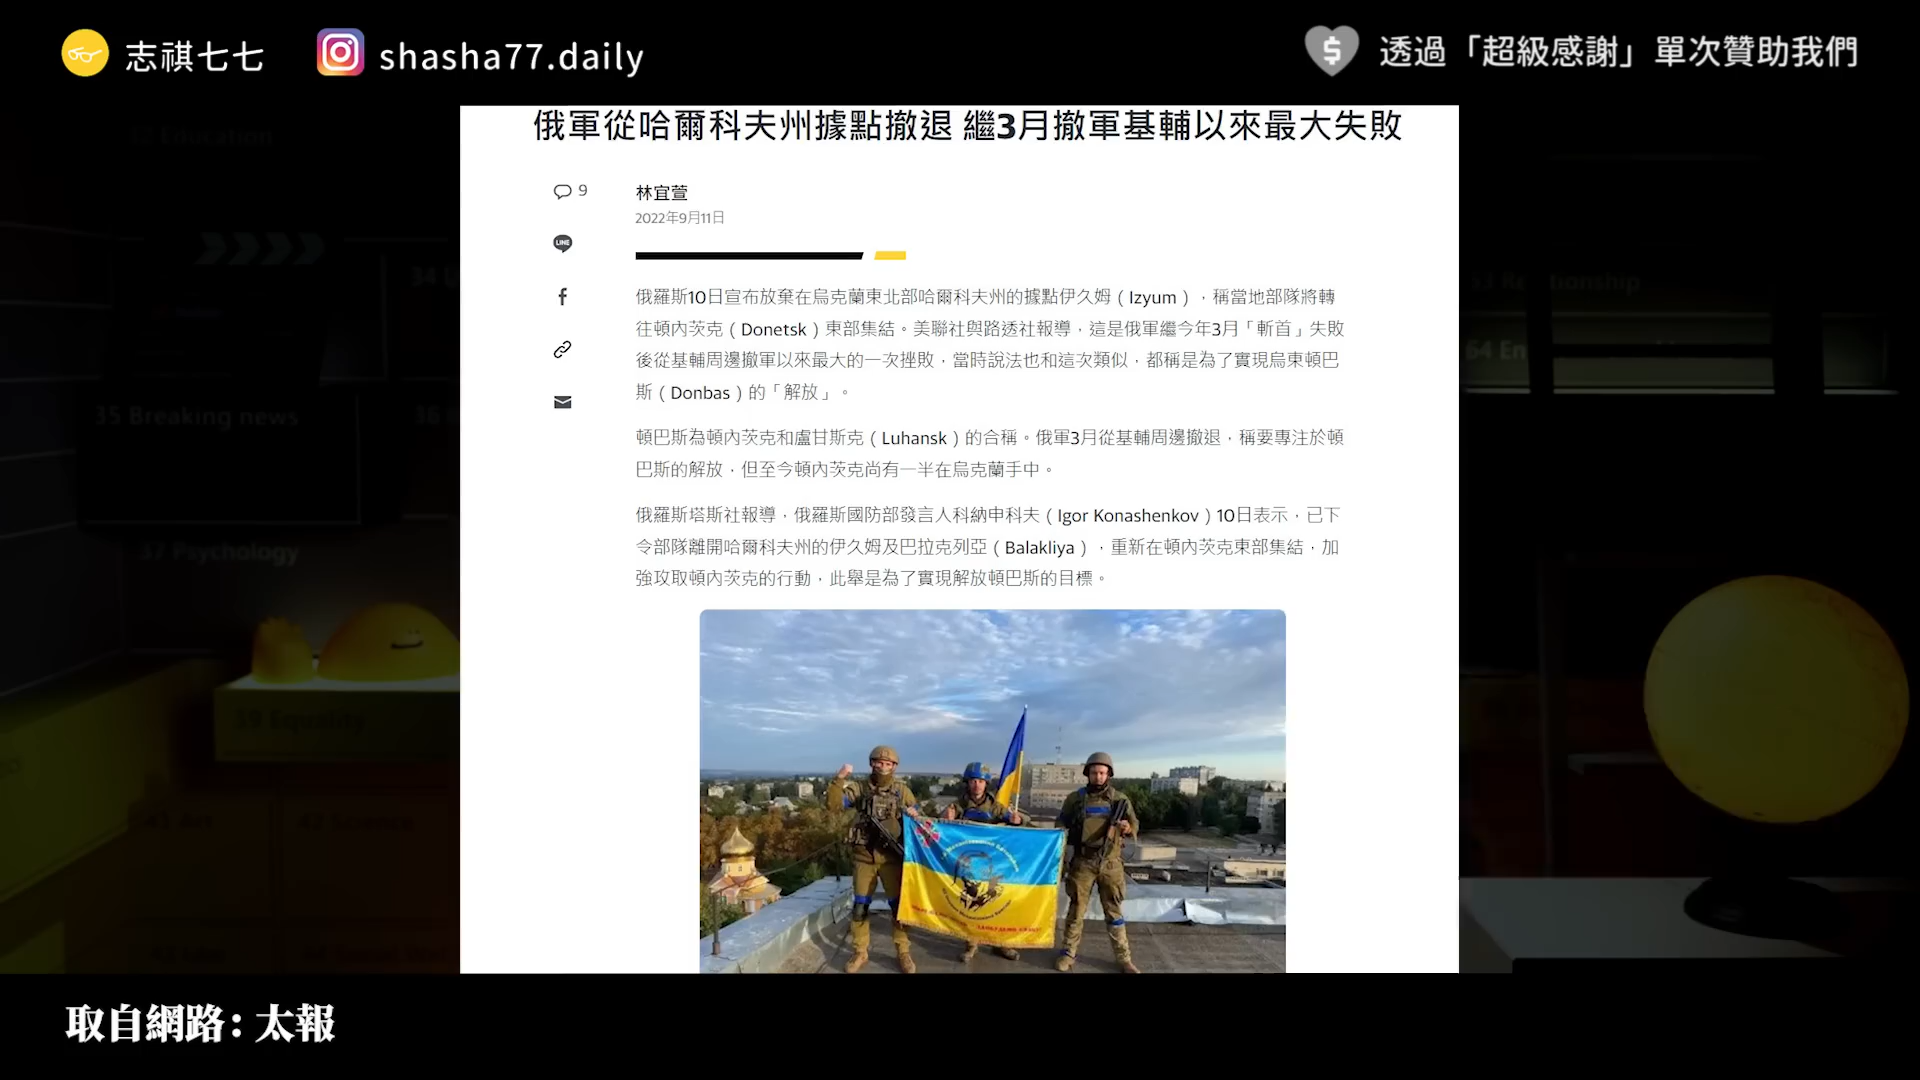 志祺七七
shasha77.daily
透過「超級感謝」單次贊助我們
俄軍從哈爾科夫州據點撤退 繼3月撤軍基輔以來最大失敗
9
林宜萱
2022年9月11日
LINE
俄羅斯10日宣布放棄在烏克蘭東北部哈爾科夫州的據點伊久姆（Izyum），稱當地部隊將轉
往頓內茨克（Donetsk）東部集結。美聯社與路透社報導，這是俄軍繼今年3月「斬首」失敗
後從基輔周邊撤軍以來最大的一次挫敗，當時說法也和這次類似，都稱是為了實現烏東頓巴
斯（Donbas）的「解放」。
頓巴斯為頓內茨克和盧甘斯克（Luhansk）的合稱。俄軍3月從基輔周邊撤退，稱要專注於頓
巴斯的解放，但至今頓內茨克尚有一半在烏克蘭手中。
俄羅斯塔斯社報導，俄羅斯國防部發言人科納申科夫（Igor Konashenkov）10日表示，已下
令部隊離開哈爾科夫州的伊久姆及巴拉克列亞（Balakliya），重新在頓內茨克東部集結，加
強攻取頓內茨克的行動，此舉是為了實現解放頓巴斯的目標。
35 Breaking news
37 Psychology
39 Equality
42 Science
取自網路：太報